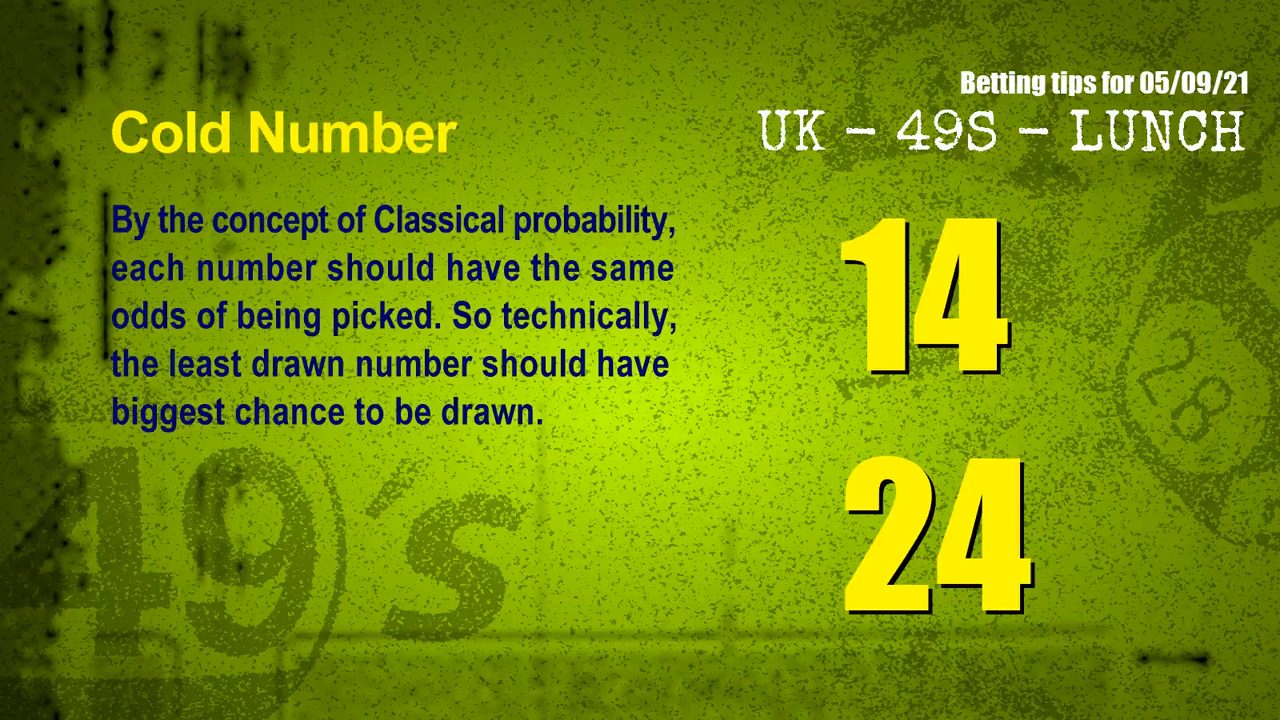 Betting tips for 05/09/21
UK - 49S - LUNCH
Cold Number
By the concept of Classical probability,
each number should have the same
odds of being picked. So technically,
the least drawn number should have
biggest chance to be drawn.
14
24
49's
28